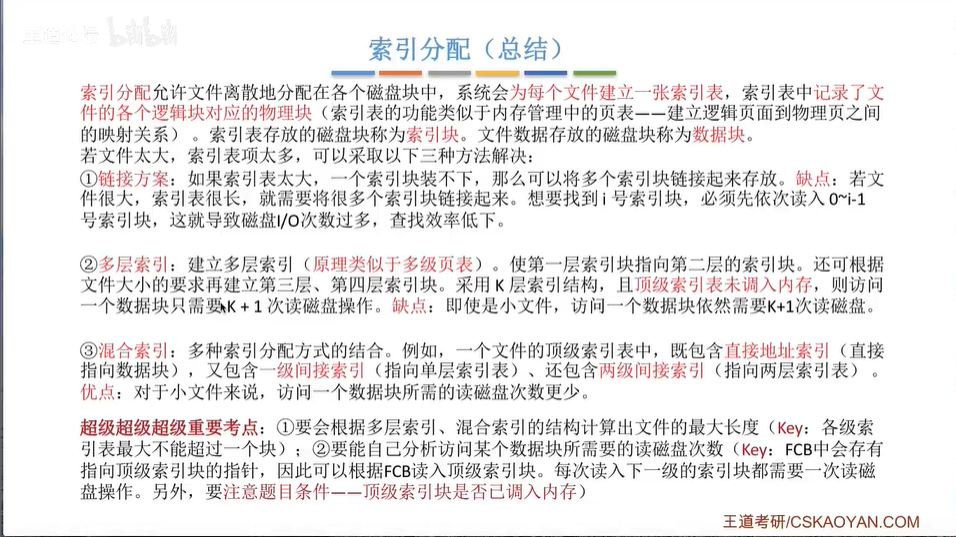 王道论坛 bilibili
索引分配（总结）
索引分配允许文件离散地分配在各个磁盘块中，系统会为每个文件建立一张索引表，索引表中记录了文
件的各个逻辑块对应的物理块（索引表的功能类似于内存管理中的页表——建立逻辑页面到物理页之间
的映射关系）。索引表存放的磁盘块称为索引块。文件数据存放的磁盘块称为数据块。
若文件太大，索引表项太多，可以采取以下三种方法解决：
①链接方案：如果索引表太大，一个索引块装不下，那么可以将多个索引块链接起来存放。缺点：若文
件很大，索引表很长，就需要将很多个索引块链接起来。想要找到 i 号索引块，必须先依次读入 0~i-1
号索引块，这就导致磁盘I/O次数过多，查找效率低下。
②多层索引：建立多层索引（原理类似于多级页表）。使第一层索引块指向第二层的索引块。还可根据
文件大小的要求再建立第三层、第四层索引块。采用 K 层索引结构，且顶级索引表未调入内存，则访问
一个数据块只需要 K + 1 次读磁盘操作。缺点：即使是小文件，访问一个数据块依然需要K+1次读磁盘。
③混合索引：多种索引分配方式的结合。例如，一个文件的顶级索引表中，既包含直接地址索引（直接
指向数据块），又包含一级间接索引（指向单层索引表）、还包含两级间接索引（指向两层索引表）。
优点：对于小文件来说，访问一个数据块所需的读磁盘次数更少。
超级超级超级重要考点：①要会根据多层索引、混合索引的结构计算出文件的最大长度（Key：各级索
引表最大不能超过一个块）；②要能自己分析访问某个数据块所需要的读磁盘次数（Key：FCB中会存有
指向顶级索引块的指针，因此可以根据FCB读入顶级索引块。每次读入下一级的索引块都需要一次读磁
盘操作。另外，要注意题目条件——顶级索引块是否已调入内存）
王道考研/CSKAOYAN.COM